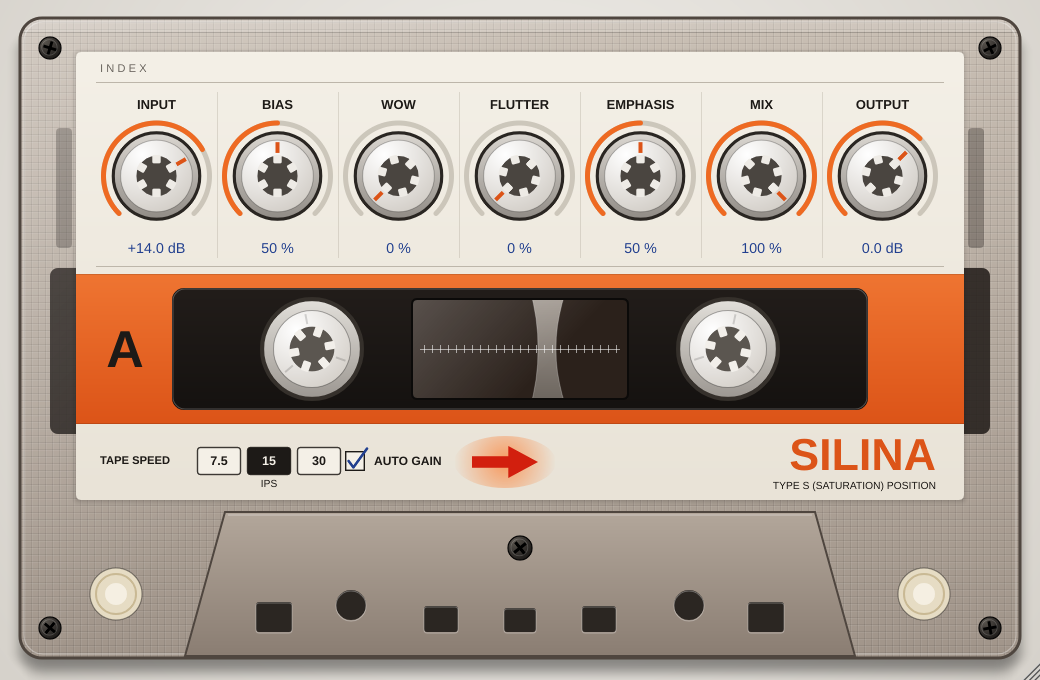 INDEX
INPUT BIAS WOW FLUTTER EMPHASIS MIX OUTPUT
+14.0 dB 50 % 0 % 0 % 50 % 100 % 0.0 dB
A
TAPE SPEED 7.5 15 30 AUTO GAIN
IPS
SILINA
TYPE S (SATURATION) POSITION